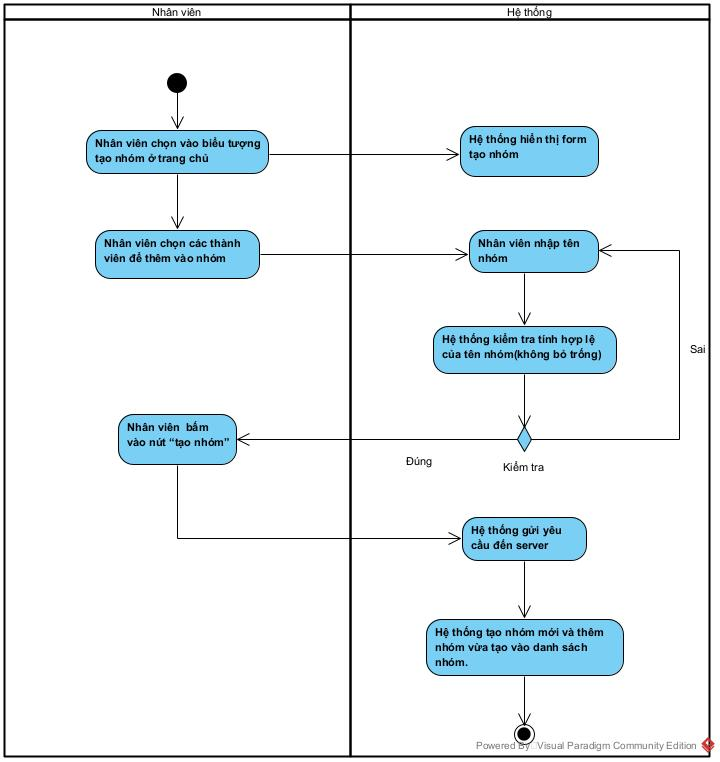 Nhân viên
Hệ thống
Nhân viên chọn vào biểu tượng
tạo nhóm ở trang chủ
Hệ thống hiển thị form
tạo nhóm
Nhân viên chọn các thành
viên để thêm vào nhóm
Nhân viên nhập tên
nhóm
Hệ thống kiểm tra tính hợp lệ
của tên nhóm(không bỏ trống)
Sai
Nhân viên bấm
vào nút “tạo nhóm”
Đúng
Kiểm tra
Hệ thống gửi yêu
cầu đến server
Hệ thống tạo nhóm mới và thêm
nhóm vừa tạo vào danh sách
nhóm.
Powered By Visual Paradigm Community Edition